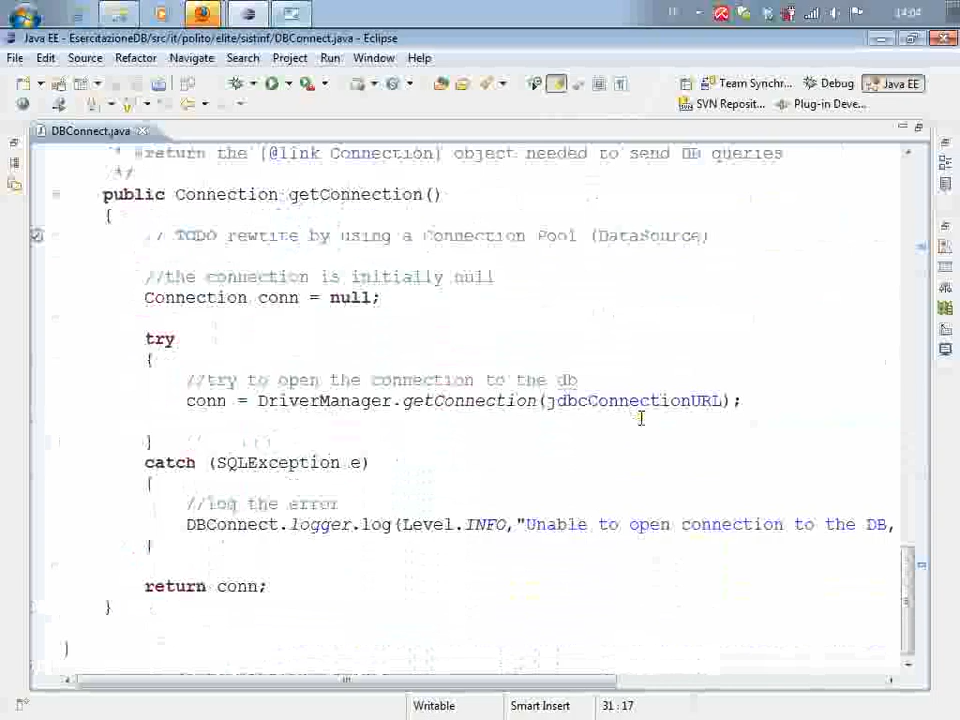 14:04
Java EE - EsercitazioneDB/src/it/polito/elite/sistinf/DBConnect.java - Eclipse
File Edit Source Refactor Navigate Search Project Run Window Help
Team Synchr... Debug Java EE
SVN Reposit... Plug-in Deve...
DBConnect.java
* @return the {@link Connection} object needed to send DB queries
*/
public Connection getConnection()
{
// TODO rewrite by using a Connection Pool (DataSource)
//the connection is initially null
Connection conn = null;
try
{
//try to open the connection to the db
conn = DriverManager.getConnection(jdbcConnectionURL);
}
catch (SQLException e)
{
//log the error
DBConnect.logger.log(Level.INFO,"Unable to open connection to the DB,
}
return conn;
}
}
Writable Smart Insert 31 : 17